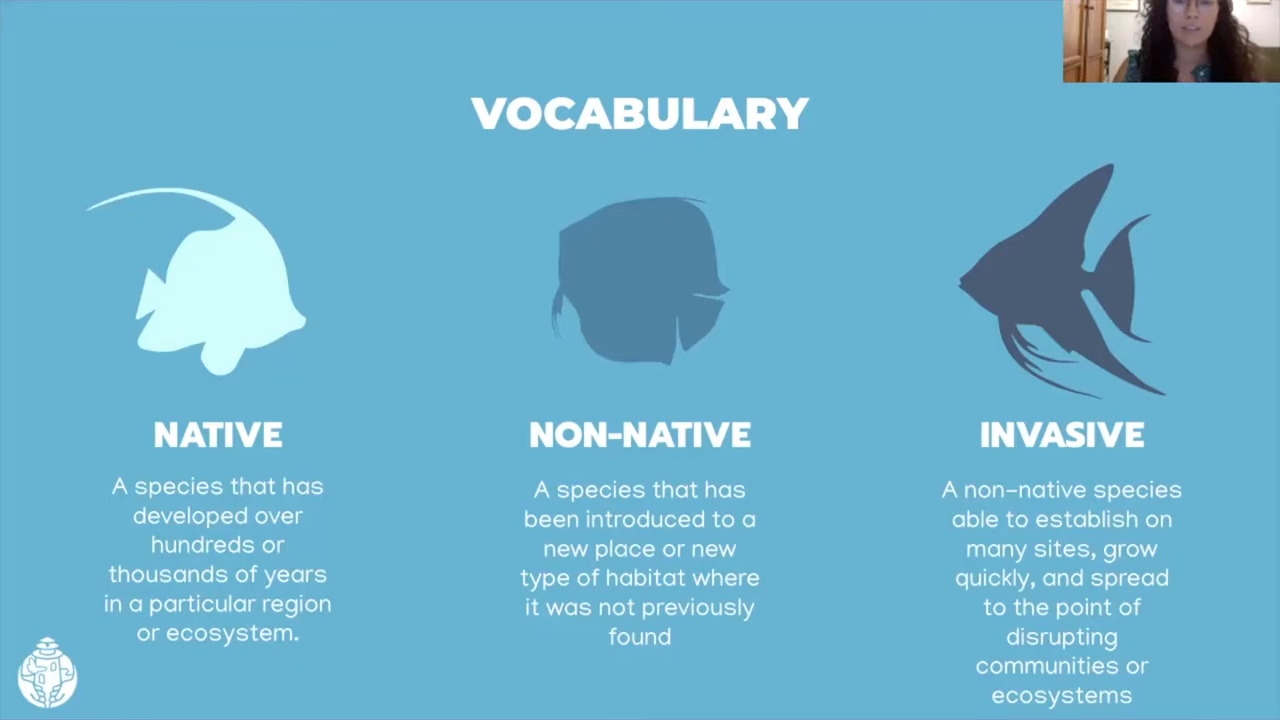 VOCABULARY
NATIVE
A species that has
developed over
hundreds or
thousands of years
in a particular region
or ecosystem.
NON-NATIVE
A species that has
been introduced to a
new place or new
type of habitat where
it was not previously
found
INVASIVE
A non-native species
able to establish on
many sites, grow
quickly, and spread
to the point of
disrupting
communities or
ecosystems